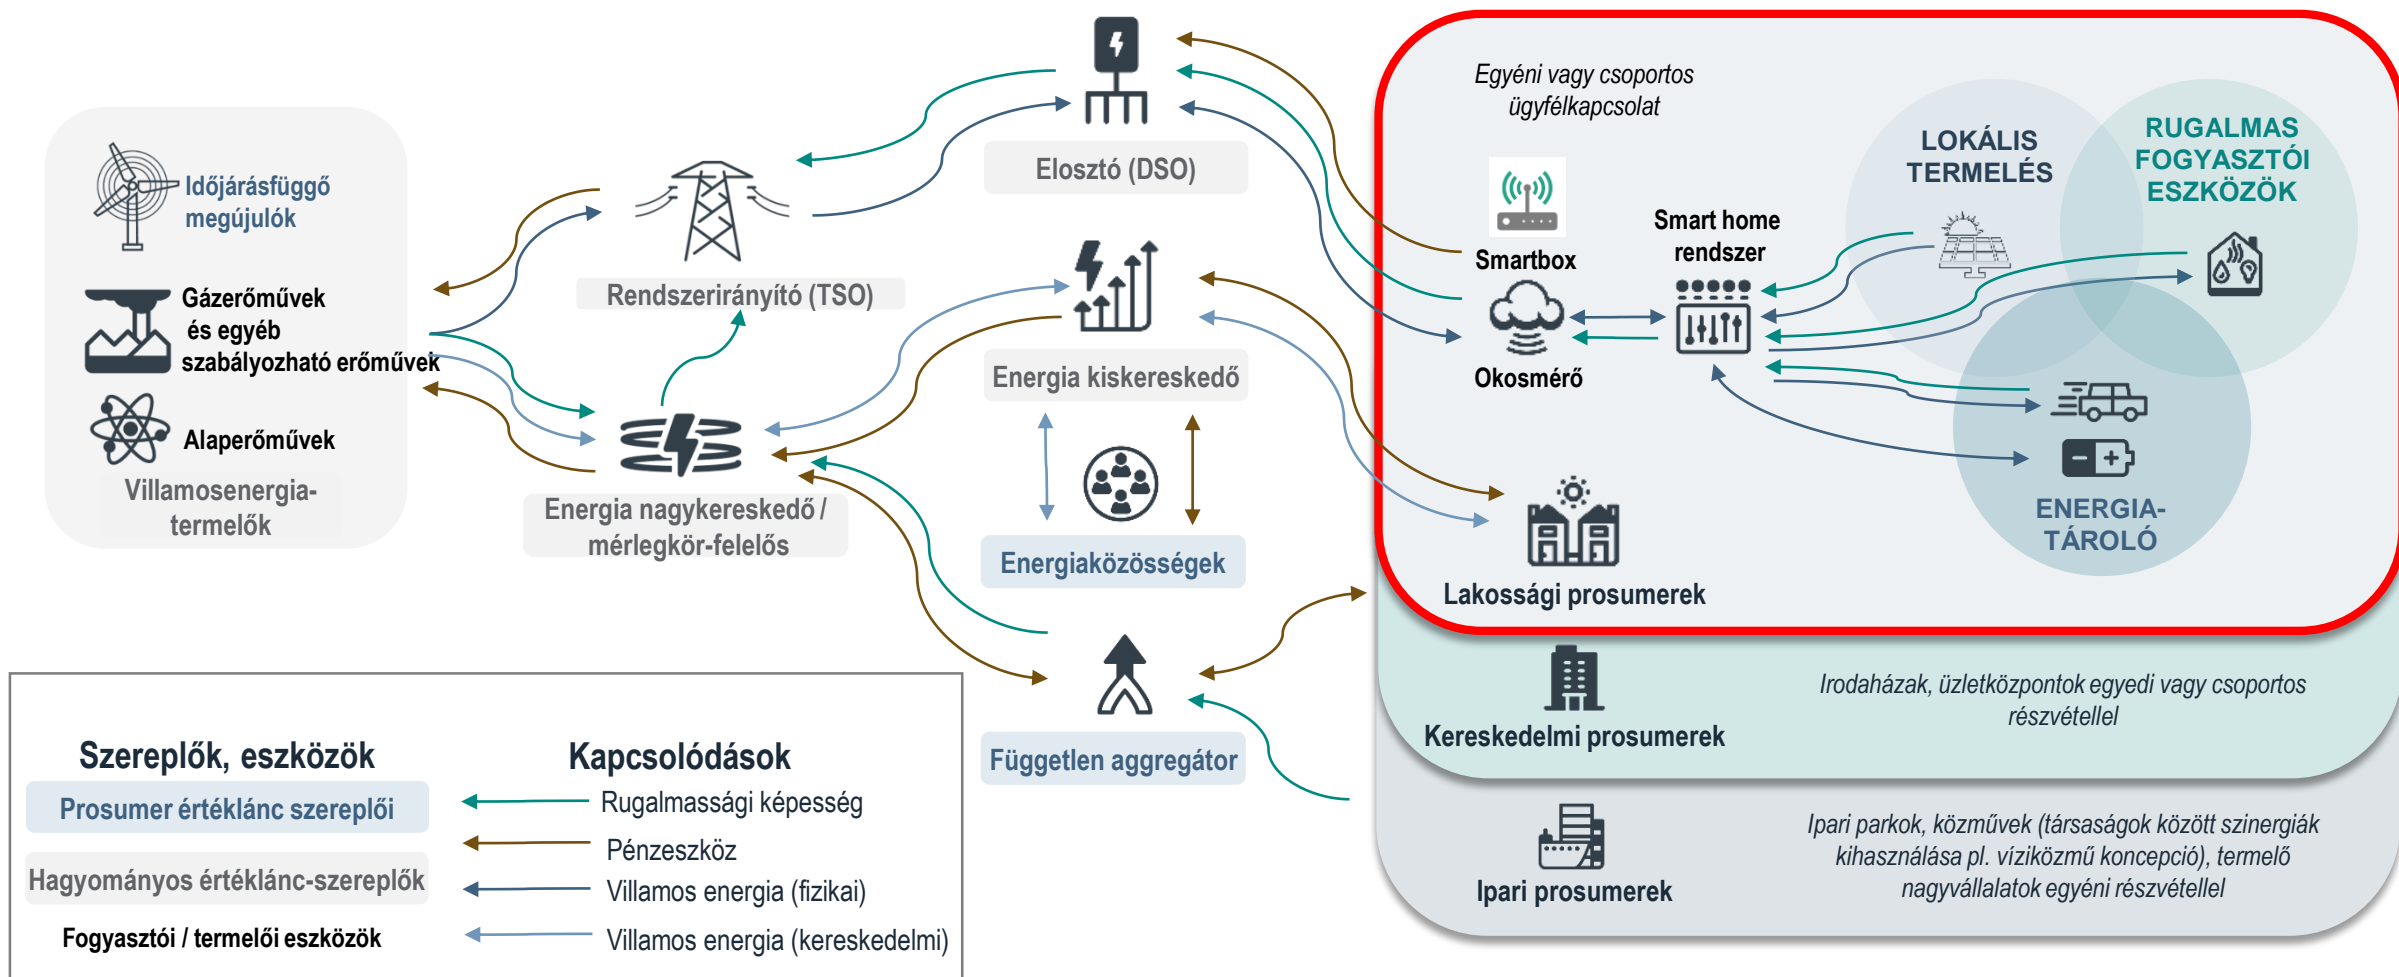 Időjárásfüggő
megújulók
Gázerőművek
és egyéb
szabályozható erőművek
Alaperőművek
Villamosenergia-
termelők
Rendszerirányító (TSO)
Energia nagykereskedő /
mérlegkör-felelős
Elosztó (DSO)
Energia kiskereskedő
Energiaközösségek
Független aggregátor
Egyéni vagy csoportos
ügyfélkapcsolat
Smartbox
Okosmérő
Smart home
rendszer
LOKÁLIS
TERMELÉS
RUGALMAS
FOGYASZTÓI
ESZKÖZÖK
ENERGIA-
TÁROLÓ
Lakossági prosumerek
Kereskedelmi prosumerek
Irodaházak, üzletközpontok egyedi vagy csoportos
részvétellel
Ipari prosumerek
Ipari parkok, közművek (társaságok között szinergiák
kihasználása pl. víziközmű koncepció), termelő
nagyvállalatok egyéni részvétellel
Szereplők, eszközök
Prosumer értéklánc szereplői
Hagyományos értéklánc-szereplők
Fogyasztói / termelői eszközök
Kapcsolódások
Rugalmassági képesség
Pénzeszköz
Villamos energia (fizikai)
Villamos energia (kereskedelmi)